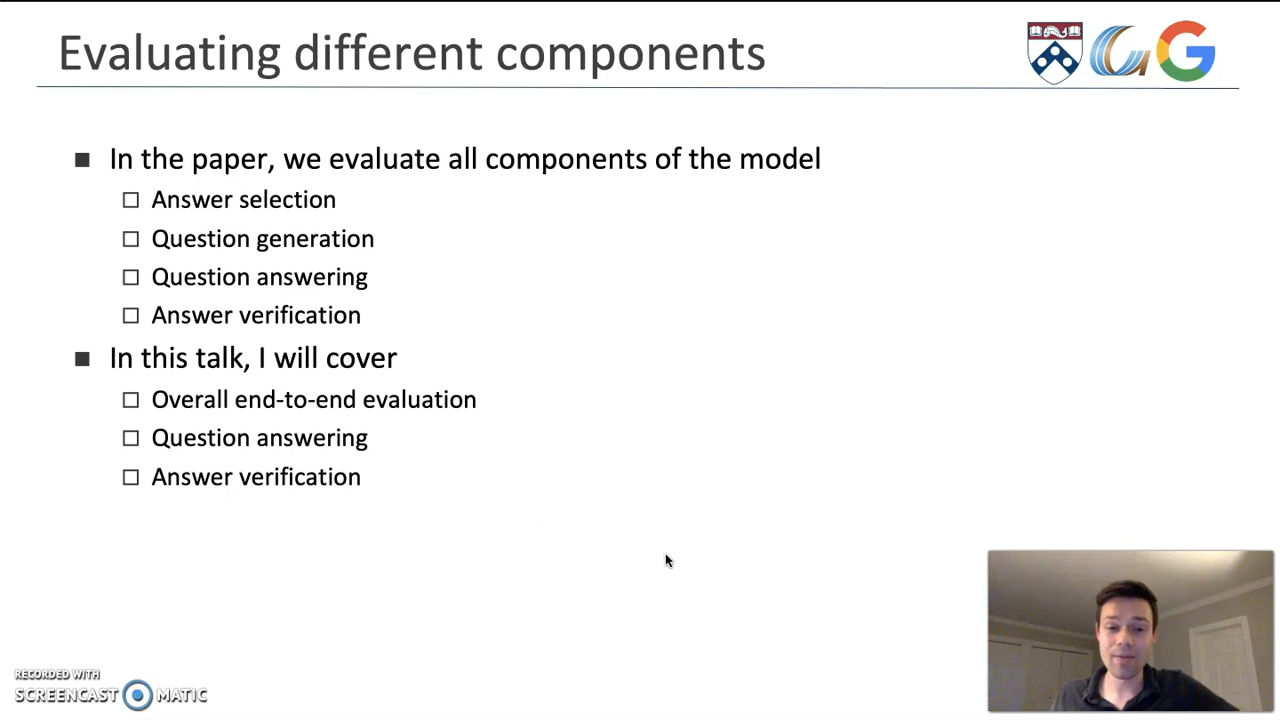 Evaluating different components
In the paper, we evaluate all components of the model
Answer selection
Question generation
Question answering
Answer verification
In this talk, I will cover
Overall end-to-end evaluation
Question answering
Answer verification
RECORDED WITH
SCREENCAST MATIC